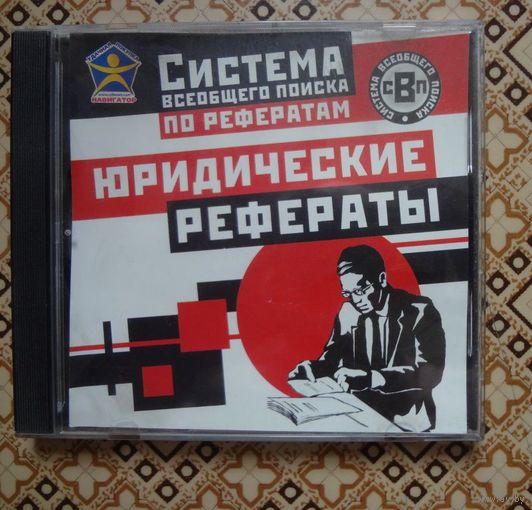 СИСТЕМА
ВСЕОБЩЕГО ПОИСКА
ПО РЕФЕРАТАМ
НАВИГАТОР
СИСТЕМА ВСЕОБЩЕГО ПОИСКА
СВП
ЮРИДИЧЕСКИЕ
РЕФЕРАТЫ